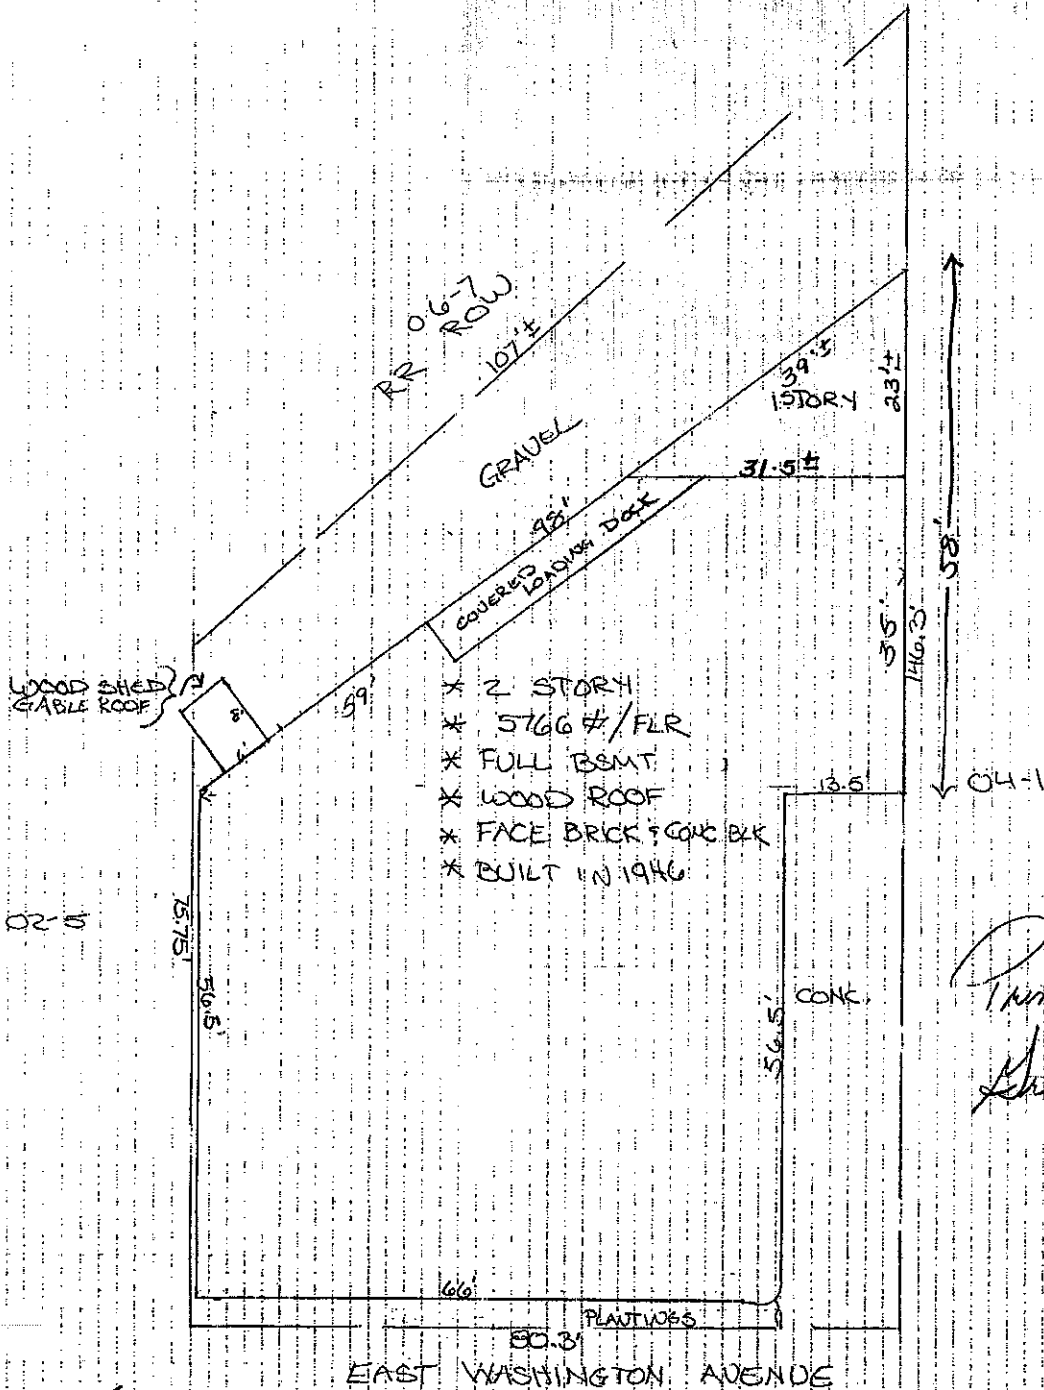 06-7
RR ROW
107'±
GRAVEL
39'±
1 STORY
23'±
31.5'±
98'
COVERED
LOADING DOCK
58'
35'
146.3'
WOOD SHED
GABLE ROOF
8'
6'
59'
* 2 STORY
* 5766 #/FLR
* FULL BSMT
* WOOD ROOF
* FACE BRICK & CONC BLK
* BUILT IN 1946
13.5
04-1
02-5
75.75'
56.5'
56.5'
CONC.
66'
PLANTINGS
80.3'
EAST WASHINGTON AVENUE